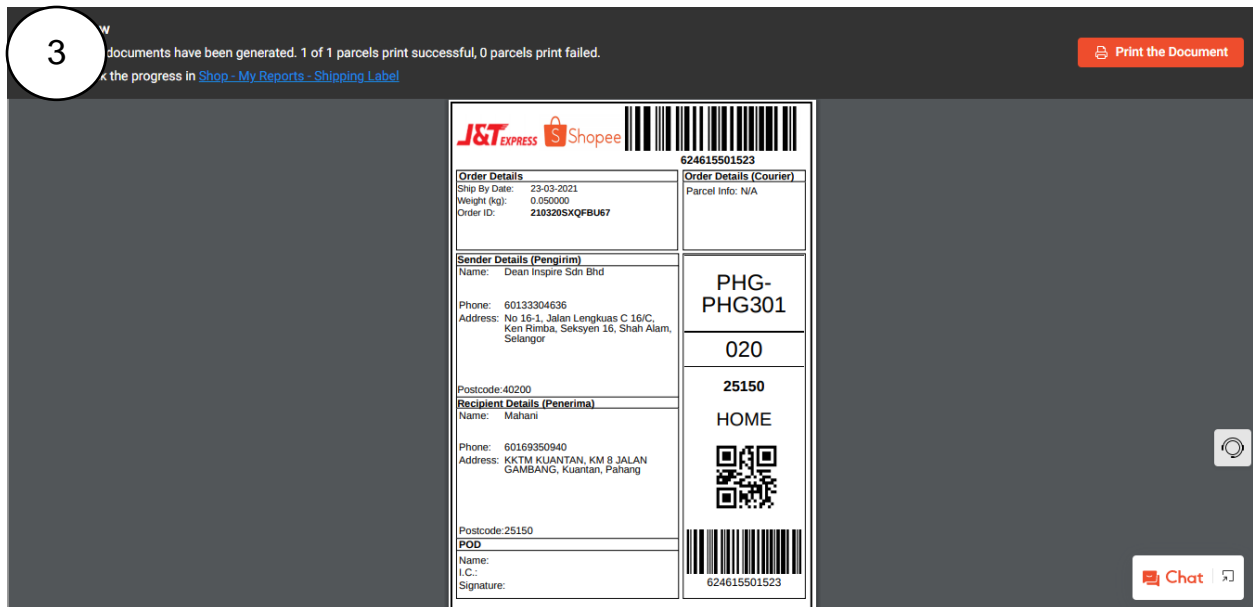 3
w
documents have been generated. 1 of 1 parcels print successful, 0 parcels print failed.
k the progress in Shop - My Reports - Shipping Label
Print the Document
J&T EXPRESS
S Shopee
624615501523
Order Details
Ship By Date: 23-03-2021
Weight (kg): 0.050000
Order ID: 210320SXQFBU67
Order Details (Courier)
Parcel Info: N/A
Sender Details (Pengirim)
Name: Dean Inspire Sdn Bhd
Phone: 60133304636
Address: No 16-1, Jalan Lengkuas C 16/C,
Ken Rimba, Seksyen 16, Shah Alam,
Selangor
Postcode:40200
PHG-
PHG301
020
25150
HOME
Recipient Details (Penerima)
Name: Mahani
Phone: 60169350940
Address: KKTM KUANTAN, KM 8 JALAN
GAMBANG, Kuantan, Pahang
Postcode:25150
POD
Name:
I.C.:
Signature:
624615501523
Chat